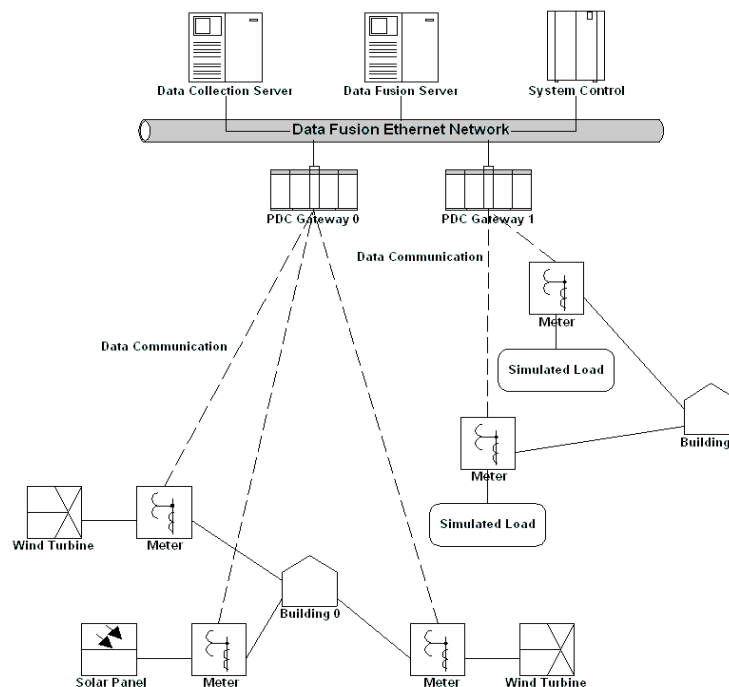 Data Collection Server
Data Fusion Server
System Control
Data Fusion Ethernet Network
PDC Gateway 0
PDC Gateway 1
Data Communication
Meter
Data Communication
Simulated Load
Building
Meter
Simulated Load
Wind Turbine
Meter
Building 0
Solar Panel
Meter
Meter
Wind Turbine